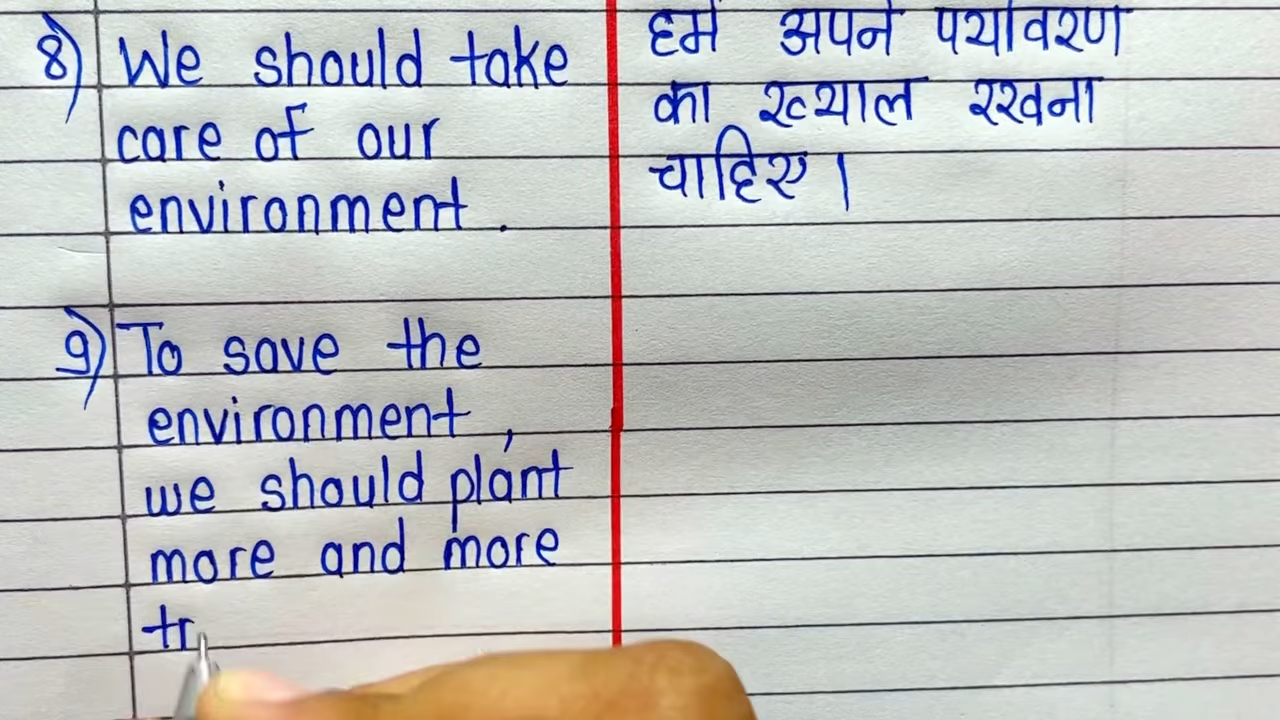 8) We should take
care of our
environment.
हमें अपने पर्यावरण
का ख्याल रखना
चाहिए।
9) To save the
environment,
we should plant
more and more
tr